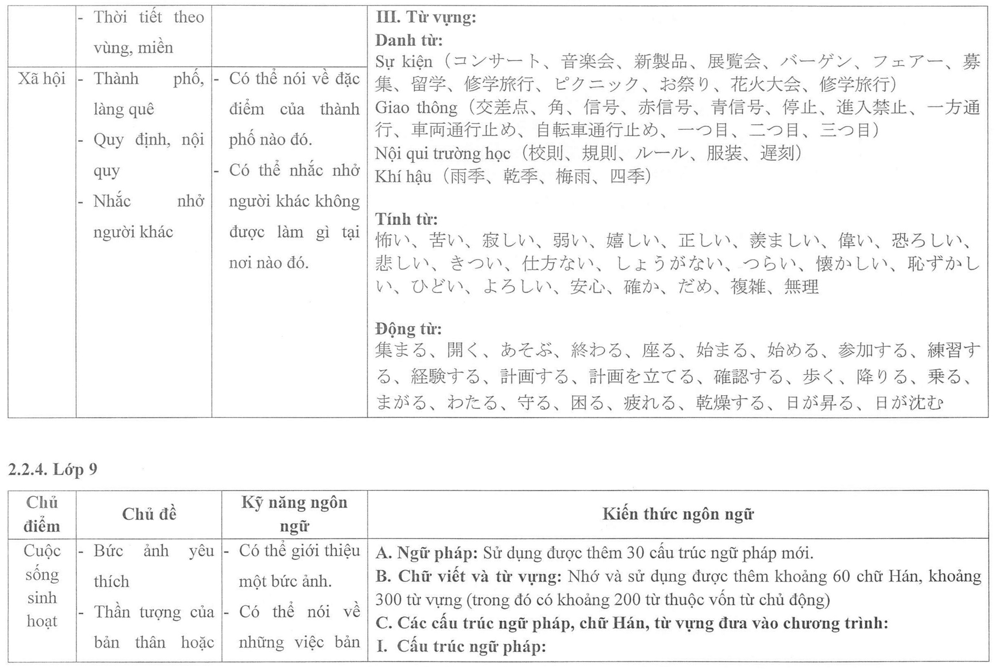 - Thời tiết theo
vùng, miền
Xã hội
- Thành phố,
làng quê
- Quy định, nội
quy
- Nhắc nhở
người khác
- Có thể nói về đặc
điểm của thành
phố nào đó.
- Có thể nhắc nhở
người khác không
được làm gì tại
nơi nào đó.
III. Từ vựng:
Danh từ:
Sự kiện（コンサート、音楽会、新製品、展覧会、バーゲン、フェアー、募
集、留学、修学旅行、ピクニック、お祭り、花火大会、修学旅行）
Giao thông（交差点、角、信号、赤信号、青信号、停止、進入禁止、一方通
行、車両通行止め、自転車通行止め、一つ目、二つ目、三つ目）
Nội qui trường học（校則、規則、ルール、服装、遅刻）
Khí hậu（雨季、乾季、梅雨、四季）
Tính từ:
怖い、苦い、寂しい、弱い、嬉しい、正しい、羨ましい、偉い、恐ろしい、
悲しい、きつい、仕方ない、しょうがない、つらい、懐かしい、恥ずかし
い、ひどい、よろしい、安心、確か、だめ、複雑、無理
Động từ:
集まる、開く、あそぶ、終わる、座る、始まる、始める、参加する、練習す
る、経験する、計画する、計画を立てる、確認する、歩く、降りる、乗る、
まがる、わたる、守る、困る、疲れる、乾燥する、日が昇る、日が沈む
2.2.4. Lớp 9
Chủ
điểm
Chủ đề
Kỹ năng ngôn
ngữ
Kiến thức ngôn ngữ
Cuộc
sống
sinh
hoạt
- Bức ảnh yêu
thích
- Thần tượng của
bản thân hoặc
- Có thể giới thiệu
một bức ảnh.
- Có thể nói về
những việc bản
A. Ngữ pháp: Sử dụng được thêm 30 cấu trúc ngữ pháp mới.
B. Chữ viết và từ vựng: Nhớ và sử dụng được thêm khoảng 60 chữ Hán, khoảng
300 từ vựng (trong đó có khoảng 200 từ thuộc vốn từ chủ động)
C. Các cấu trúc ngữ pháp, chữ Hán, từ vựng đưa vào chương trình:
I. Cấu trúc ngữ pháp: